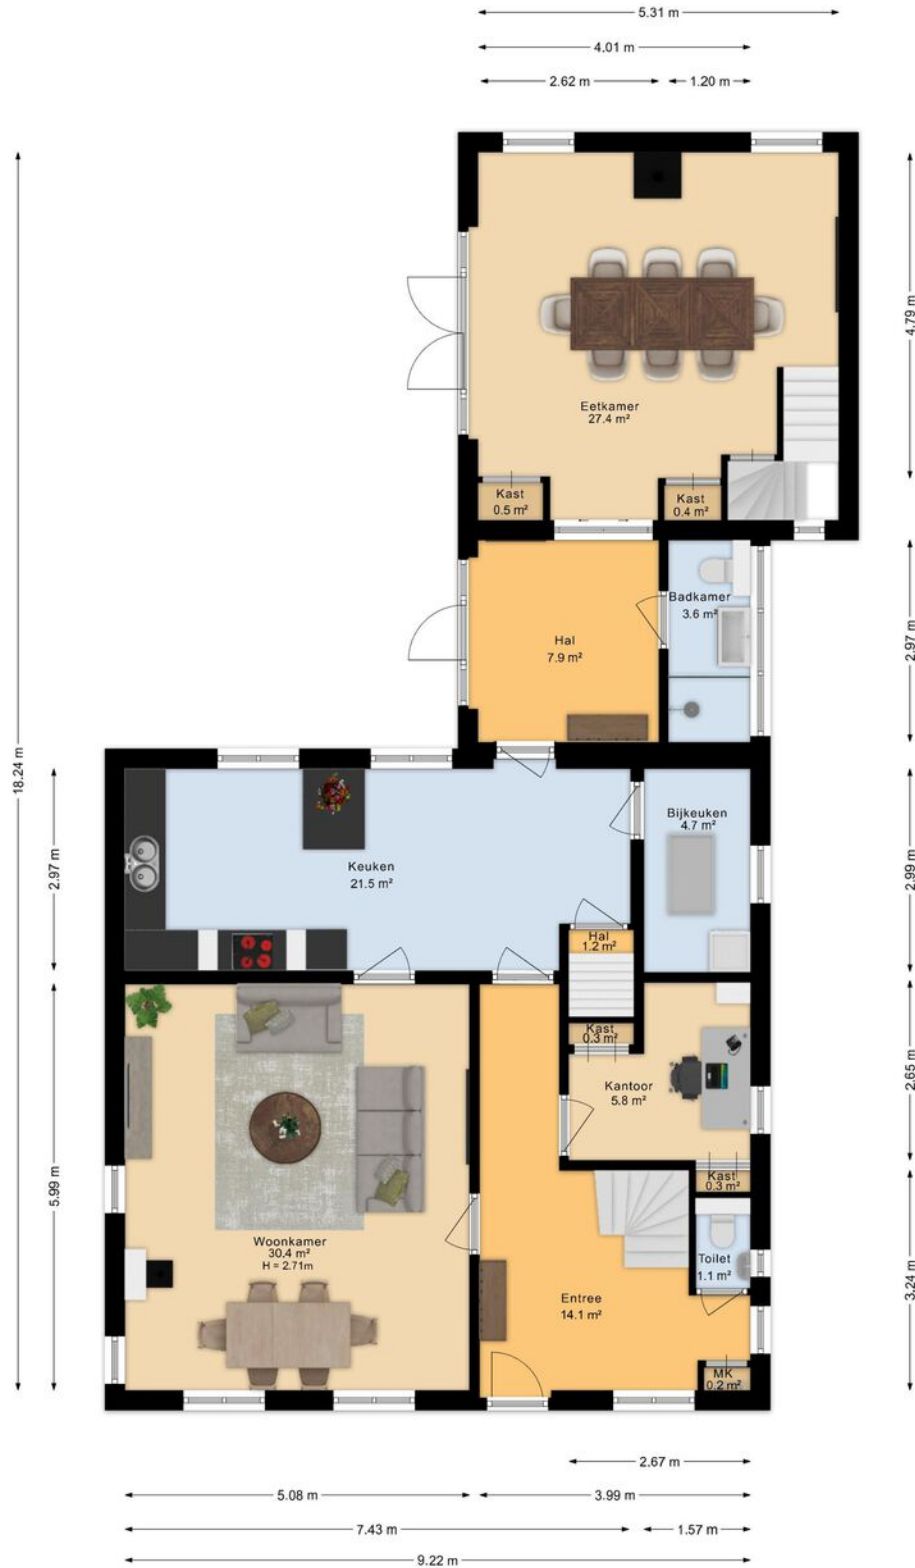 5.31 m
4.01 m
2.62 m
1.20 m
18.24 m
4.79 m
Eetkamer
27.4 m²
Kast
0.5 m²
Kast
0.4 m²
Badkamer
3.6 m²
Hal
7.9 m²
2.97 m
Bijkeuken
4.7 m²
Keuken
21.5 m²
2.97 m
2.99 m
Hal
1.2 m²
Kast
0.3 m²
Kantoor
5.8 m²
2.65 m
Kast
0.3 m²
5.99 m
Woonkamer
30.4 m²
H = 2.71m
Toilet
1.1 m²
Entree
14.1 m²
3.24 m
MK
0.2 m²
2.67 m
5.08 m
3.99 m
7.43 m
1.57 m
9.22 m